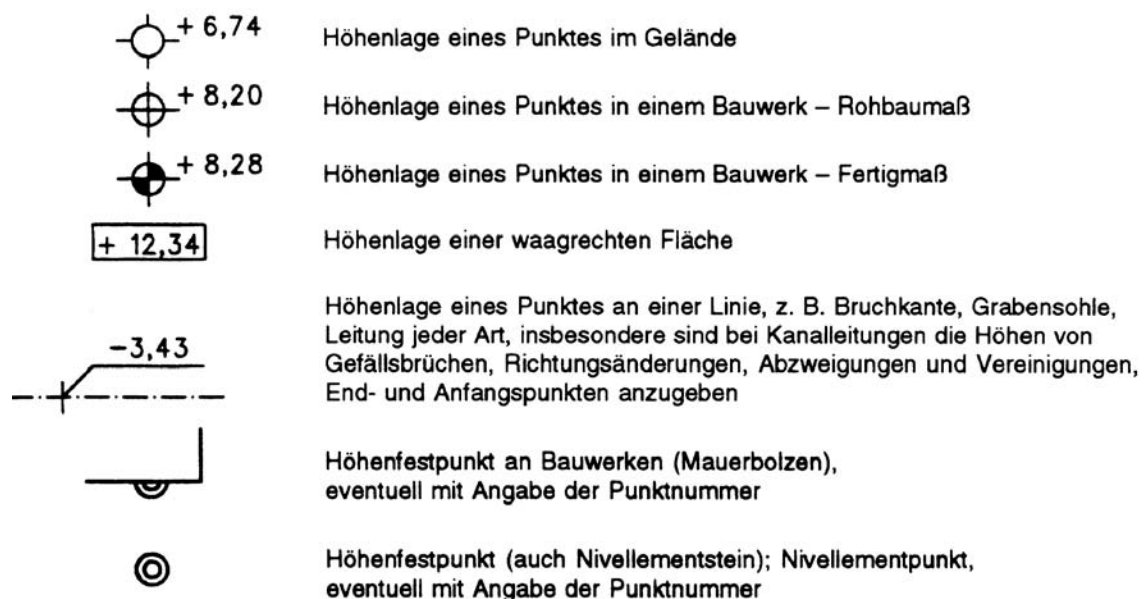 + 6,74 Höhenlage eines Punktes im Gelände
+ 8,20 Höhenlage eines Punktes in einem Bauwerk – Rohbaumaß
+ 8,28 Höhenlage eines Punktes in einem Bauwerk – Fertigmaß
+ 12,34 Höhenlage einer waagrechten Fläche
Höhenlage eines Punktes an einer Linie, z. B. Bruchkante, Grabensohle,
Leitung jeder Art, insbesondere sind bei Kanalleitungen die Höhen von
–3,43 Gefällsbrüchen, Richtungsänderungen, Abzweigungen und Vereinigungen,
End- und Anfangspunkten anzugeben
Höhenfestpunkt an Bauwerken (Mauerbolzen),
eventuell mit Angabe der Punktnummer
Höhenfestpunkt (auch Nivellementstein); Nivellementpunkt,
eventuell mit Angabe der Punktnummer